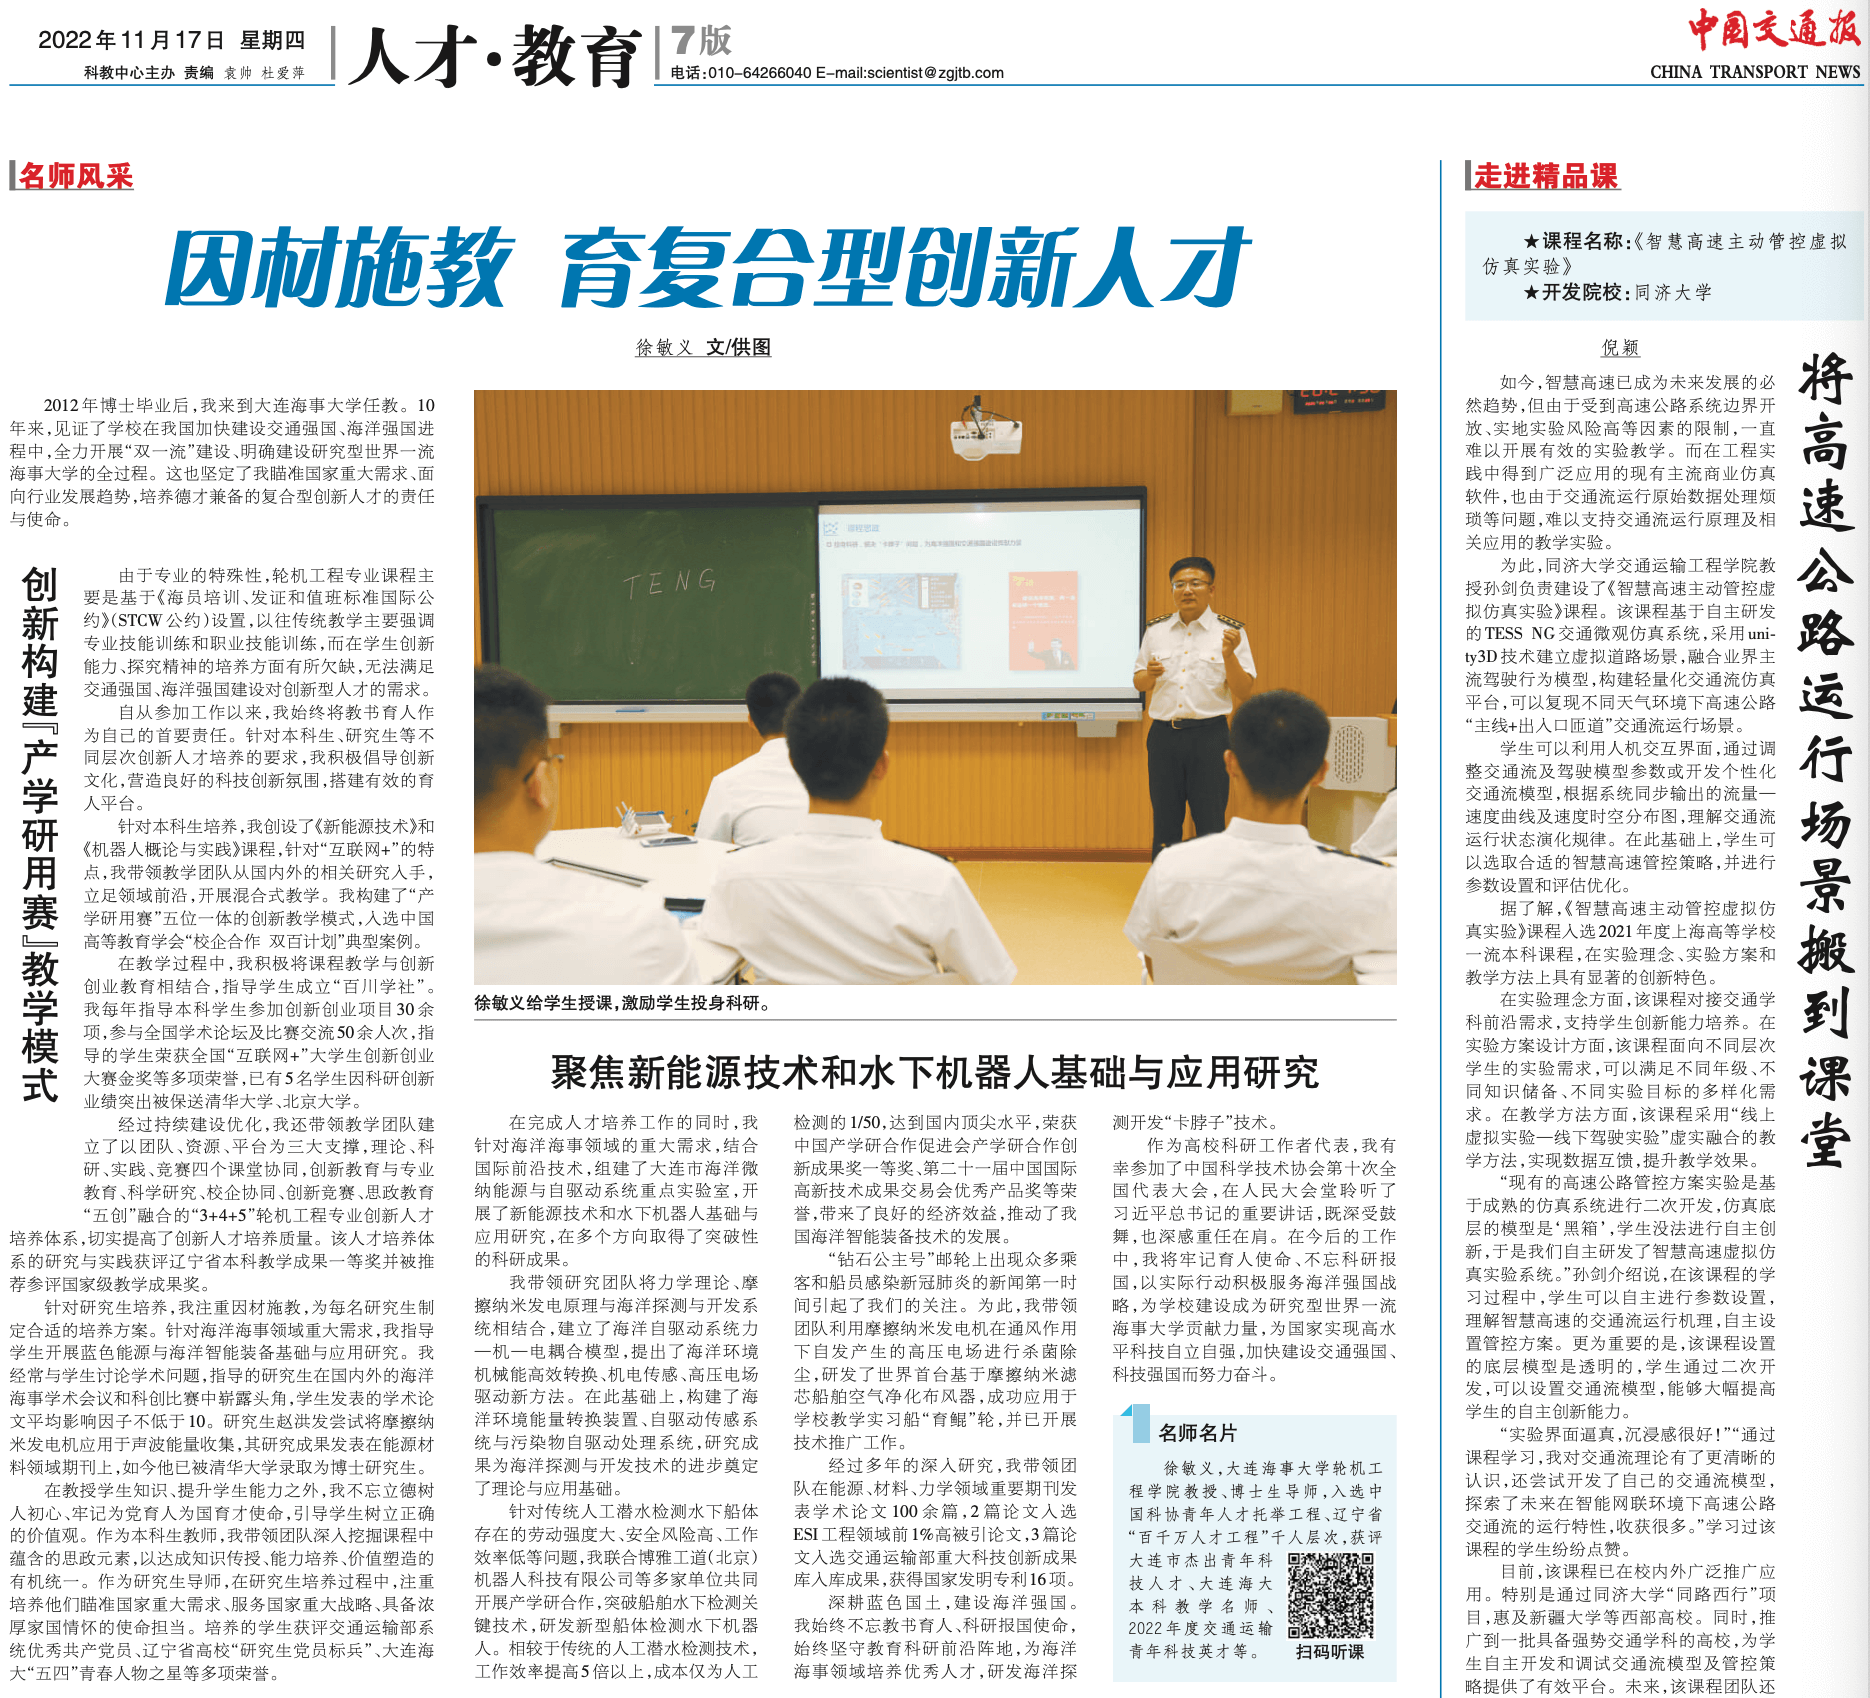 2022年11月17日 星期四
科教中心主办 责编 袁帅 杜爱萍
人才·教育
7版
电话:010-64266040 E-mail:scientist@zgjtb.com
中国交通报
CHINA TRANSPORT NEWS
名师风采
因材施教 育复合型创新人才
徐敏义 文/供图
2012年博士毕业后,我来到大连海事大学任教。10
年来,见证了学校在我国加快建设交通强国、海洋强国进
程中,全力开展“双一流”建设、明确建设研究型世界一流
海事大学的全过程。这也坚定了我瞄准国家重大需求、面
向行业发展趋势,培养德才兼备的复合型创新人才的责任
与使命。
创新构建『产学研用赛』教学模式
由于专业的特殊性,轮机工程专业课程主
要是基于《海员培训、发证和值班标准国际公
约》(STCW公约)设置,以往传统教学主要强调
专业技能训练和职业技能训练,而在学生创新
能力、探究精神的培养方面有所欠缺,无法满足
交通强国、海洋强国建设对创新型人才的需求。
自从参加工作以来,我始终将教书育人作
为自己的首要责任。针对本科生、研究生等不
同层次创新人才培养的要求,我积极倡导创新
文化,营造良好的科技创新氛围,搭建有效的育
人平台。
针对本科生培养,我创设了《新能源技术》和
《机器人概论与实践》课程,针对“互联网+”的特
点,我带领教学团队从国内外的相关研究入手,
立足领域前沿,开展混合式教学。我构建了“产
学研用赛”五位一体的创新教学模式,入选中国
高等教育学会“校企合作 双百计划”典型案例。
在教学过程中,我积极将课程教学与创新
创业教育相结合,指导学生成立“百川学社”。
我每年指导本科学生参加创新创业项目30余
项,参与全国学术论坛及比赛交流50余人次,指
导的学生荣获全国“互联网+”大学生创新创业
大赛金奖等多项荣誉,已有5名学生因科研创新
业绩突出被保送清华大学、北京大学。
经过持续建设优化,我还带领教学团队建
立了以团队、资源、平台为三大支撑,理论、科
研、实践、竞赛四个课堂协同,创新教育与专业
教育、科学研究、校企协同、创新竞赛、思政教育
“五创”融合的“3+4+5”轮机工程专业创新人才
培养体系,切实提高了创新人才培养质量。该人才培养体
系的研究与实践获评辽宁省本科教学成果一等奖并被推
荐参评国家级教学成果奖。
针对研究生培养,我注重因材施教,为每名研究生制
定合适的培养方案。针对海洋海事领域重大需求,我指导
学生开展蓝色能源与海洋智能装备基础与应用研究。我
经常与学生讨论学术问题,指导的研究生在国内外的海洋
海事学术会议和科创比赛中崭露头角,学生发表的学术论
文平均影响因子不低于10。研究生赵洪发尝试将摩擦纳
米发电机应用于声波能量收集,其研究成果发表在能源材
料领域期刊上,如今他已被清华大学录取为博士研究生。
在教授学生知识、提升学生能力之外,我不忘立德树
人初心、牢记为党育人为国育才使命,引导学生树立正确
的价值观。作为本科生教师,我带领团队深入挖掘课程中
蕴含的思政元素,以达成知识传授、能力培养、价值塑造的
有机统一。作为研究生导师,在研究生培养过程中,注重
培养他们瞄准国家重大需求、服务国家重大战略、具备浓
厚家国情怀的使命担当。培养的学生获评交通运输部系
统优秀共产党员、辽宁省高校“研究生党员标兵”、大连海
大“五四”青春人物之星等多项荣誉。
TENG
徐敏义给学生授课,激励学生投身科研。
聚焦新能源技术和水下机器人基础与应用研究
在完成人才培养工作的同时,我
针对海洋海事领域的重大需求,结合
国际前沿技术,组建了大连市海洋微
纳能源与自驱动系统重点实验室,开
展了新能源技术和水下机器人基础与
应用研究,在多个方向取得了突破性
的科研成果。
我带领研究团队将力学理论、摩
擦纳米发电原理与海洋探测与开发系
统相结合,建立了海洋自驱动系统力
—机—电耦合模型,提出了海洋环境
机械能高效转换、机电传感、高压电场
驱动新方法。在此基础上,构建了海
洋环境能量转换装置、自驱动传感系
统与污染物自驱动处理系统,研究成
果为海洋探测与开发技术的进步奠定
了理论与应用基础。
针对传统人工潜水检测水下船体
存在的劳动强度大、安全风险高、工作
效率低等问题,我联合博雅工道(北京)
机器人科技有限公司等多家单位共同
开展产学研合作,突破船舶水下检测关
键技术,研发新型船体检测水下机器
人。相较于传统的人工潜水检测技术,
工作效率提高5倍以上,成本仅为人工
检测的1/50,达到国内顶尖水平,荣获
中国产学研合作促进会产学研合作创
新成果奖一等奖、第二十一届中国国际
高新技术成果交易会优秀产品奖等荣
誉,带来了良好的经济效益,推动了我
国海洋智能装备技术的发展。
“钻石公主号”邮轮上出现众多乘
客和船员感染新冠肺炎的新闻第一时
间引起了我们的关注。为此,我带领
团队利用摩擦纳米发电机在通风作用
下自发产生的高压电场进行杀菌除
尘,研发了世界首台基于摩擦纳米滤
芯船舶空气净化布风器,成功应用于
学校教学实习船“育鲲”轮,并已开展
技术推广工作。
经过多年的深入研究,我带领团
队在能源、材料、力学领域重要期刊发
表学术论文100余篇,2篇论文入选
ESI工程领域前1%高被引论文,3篇论
文入选交通运输部重大科技创新成果
库入库成果,获得国家发明专利16项。
深耕蓝色国土,建设海洋强国。
我始终不忘教书育人、科研报国使命,
始终坚守教育科研前沿阵地,为海洋
海事领域培养优秀人才,研发海洋探
测开发“卡脖子”技术。
作为高校科研工作者代表,我有
幸参加了中国科学技术协会第十次全
国代表大会,在人民大会堂聆听了
习近平总书记的重要讲话,既深受鼓
舞,也深感重任在肩。在今后的工作
中,我将牢记育人使命、不忘科研报
国,以实际行动积极服务海洋强国战
略,为学校建设成为研究型世界一流
海事大学贡献力量,为国家实现高水
平科技自立自强,加快建设交通强国、
科技强国而努力奋斗。
名师名片
徐敏义,大连海事大学轮机工
程学院教授、博士生导师,入选中
国科协青年人才托举工程、辽宁省
“百千万人才工程”千人层次,获评
大连市杰出青年科
技人才、大连海大
本科教学名师、
2022年度交通运输
青年科技英才等。
扫码听课
走进精品课
★课程名称:《智慧高速主动管控虚拟
仿真实验》
★开发院校:同济大学
将高速公路运行场景搬到课堂
倪颖
如今,智慧高速已成为未来发展的必
然趋势,但由于受到高速公路系统边界开
放、实地实验风险高等因素的限制,一直
难以开展有效的实验教学。而在工程实
践中得到广泛应用的现有主流商业仿真
软件,也由于交通流运行原始数据处理烦
琐等问题,难以支持交通流运行原理及相
关应用的教学实验。
为此,同济大学交通运输工程学院教
授孙剑负责建设了《智慧高速主动管控虚
拟仿真实验》课程。该课程基于自主研发
的TESS NG交通微观仿真系统,采用uni-
ty3D技术建立虚拟道路场景,融合业界主
流驾驶行为模型,构建轻量化交通流仿真
平台,可以复现不同天气环境下高速公路
“主线+出入口匝道”交通流运行场景。
学生可以利用人机交互界面,通过调
整交通流及驾驶模型参数或开发个性化
交通流模型,根据系统同步输出的流量—
速度曲线及速度时空分布图,理解交通流
运行状态演化规律。在此基础上,学生可
以选取合适的智慧高速管控策略,并进行
参数设置和评估优化。
据了解,《智慧高速主动管控虚拟仿
真实验》课程入选2021年度上海高等学校
一流本科课程,在实验理念、实验方案和
教学方法上具有显著的创新特色。
在实验理念方面,该课程对接交通学
科前沿需求,支持学生创新能力培养。在
实验方案设计方面,该课程面向不同层次
学生的实验需求,可以满足不同年级、不
同知识储备、不同实验目标的多样化需
求。在教学方法方面,该课程采用“线上
虚拟实验—线下驾驶实验”虚实融合的教
学方法,实现数据互馈,提升教学效果。
“现有的高速公路管控方案实验是基
于成熟的仿真系统进行二次开发,仿真底
层的模型是‘黑箱’,学生没法进行自主创
新,于是我们自主研发了智慧高速虚拟仿
真实验系统。”孙剑介绍说,在该课程的学
习过程中,学生可以自主进行参数设置,
理解智慧高速的交通流运行机理,自主设
置管控方案。更为重要的是,该课程设置
的底层模型是透明的,学生通过二次开
发,可以设置交通流模型,能够大幅提高
学生的自主创新能力。
“实验界面逼真,沉浸感很好!”“通过
课程学习,我对交通流理论有了更清晰的
认识,还尝试开发了自己的交通流模型,
探索了未来在智能网联环境下高速公路
交通流的运行特性,收获很多。”学习过该
课程的学生纷纷点赞。
目前,该课程已在校内外广泛推广应
用。特别是通过同济大学“同路西行”项
目,惠及新疆大学等西部高校。同时,推
广到一批具备强势交通学科的高校,为学
生自主开发和调试交通流模型及管控策
略提供了有效平台。未来,该课程团队还